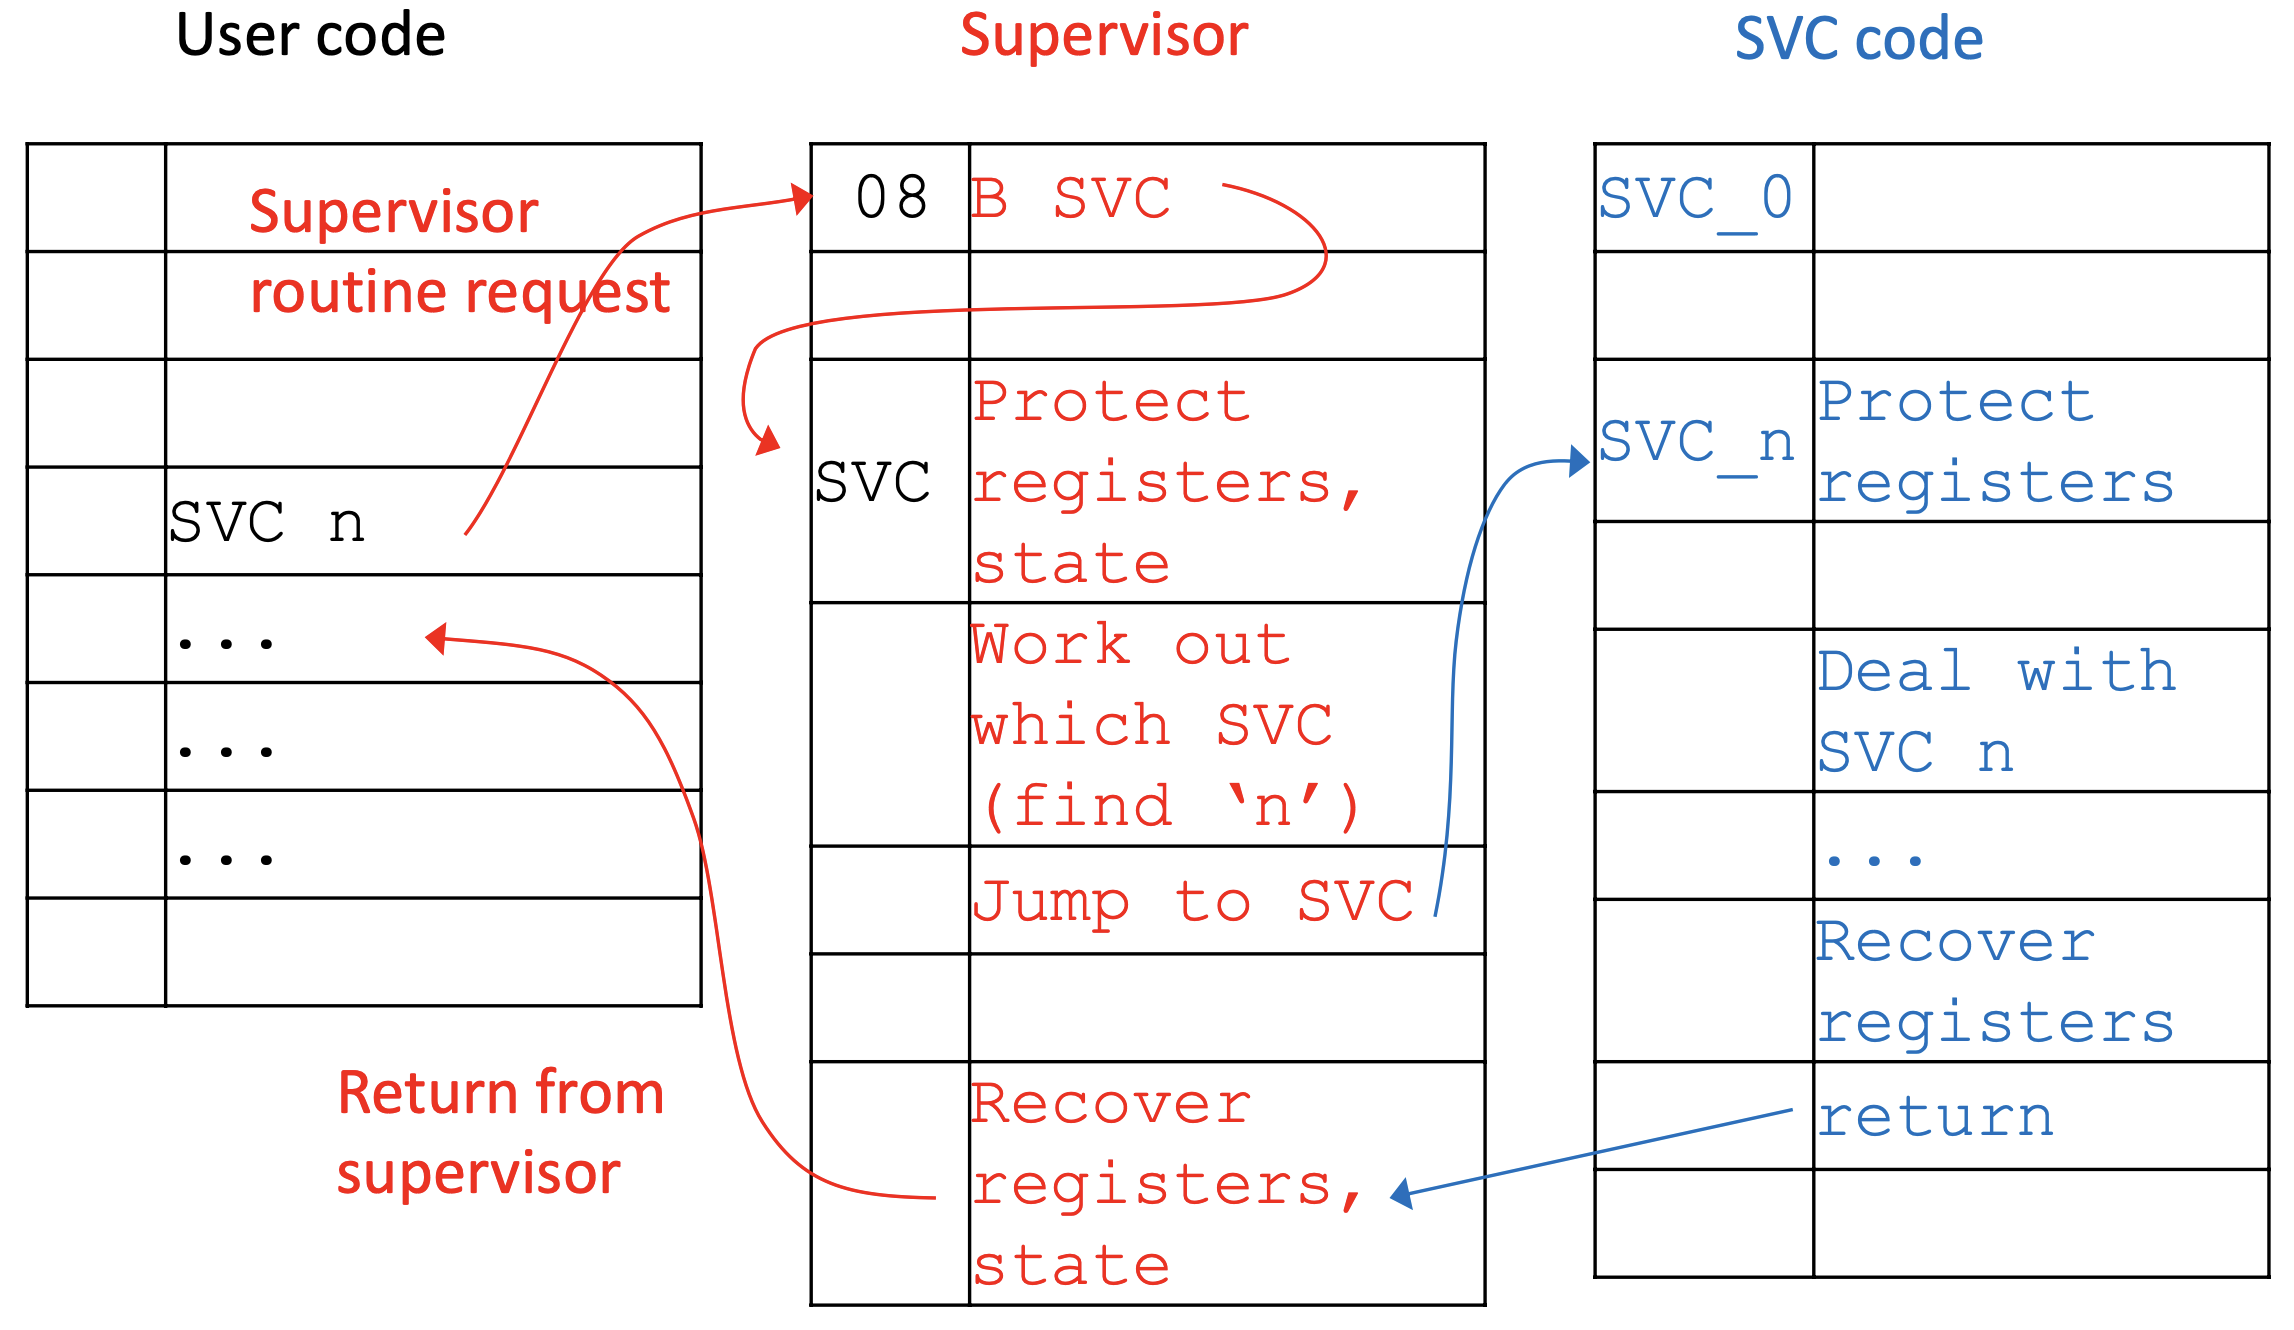 User code
Supervisor
routine request
SVC n
...
...
...
Return from
supervisor
Supervisor
08 B SVC
SVC
Protect
registers,
state
Work out
which SVC
(find ‘n’)
Jump to SVC
Recover
registers,
state
SVC code
SVC_0
SVC_n
Protect
registers
Deal with
SVC n
...
Recover
registers
return